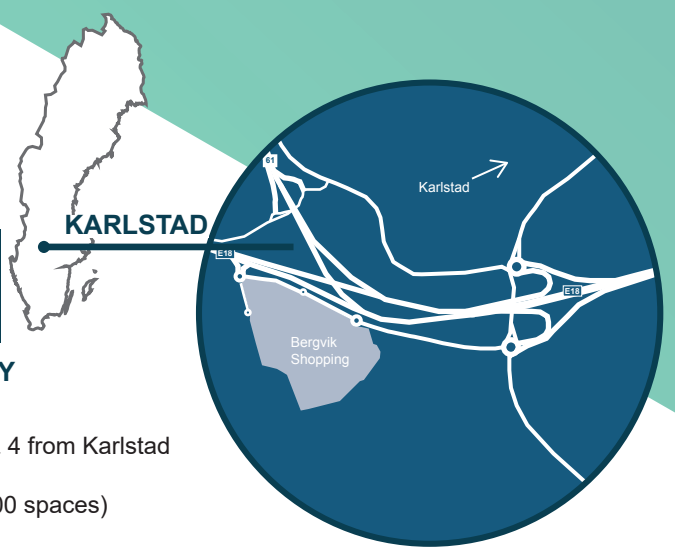 61
Karlstad
KARLSTAD
E18
E18
Bergvik
Shopping
Y
4 from Karlstad
00 spaces)